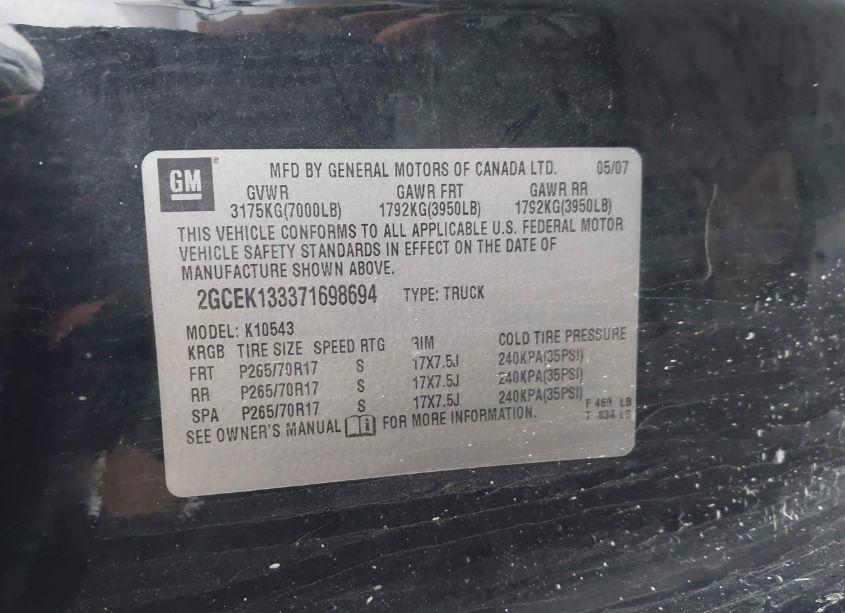 GM MFD BY GENERAL MOTORS OF CANADA LTD. 05/07
GVWR GAWR FRT GAWR RR
3175KG(7000LB) 1792KG(3950LB) 1792KG(3950LB)
THIS VEHICLE CONFORMS TO ALL APPLICABLE U.S. FEDERAL MOTOR
VEHICLE SAFETY STANDARDS IN EFFECT ON THE DATE OF
MANUFACTURE SHOWN ABOVE.
2GCEK133371698694 TYPE: TRUCK
MODEL: K10543
KRGB TIRE SIZE SPEED RTG RIM COLD TIRE PRESSURE
FRT P265/70R17 S 17X7.5J 240KPA(35PSI)
RR P265/70R17 S 17X7.5J 240KPA(35PSI)
SPA P265/70R17 S 17X7.5J 240KPA(35PSI)
F 469 LB
T 834 LB
SEE OWNER'S MANUAL FOR MORE INFORMATION.